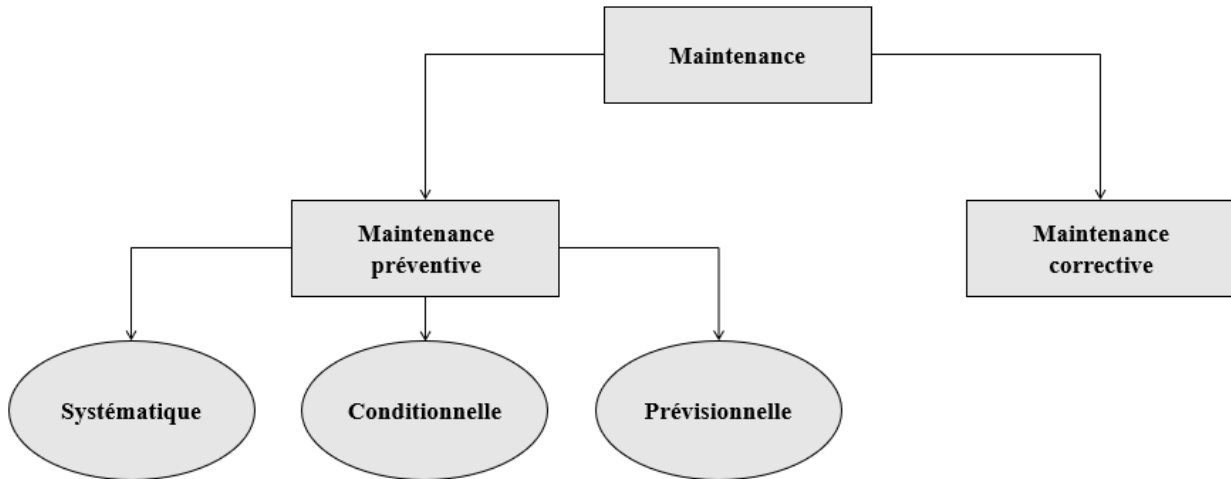 Maintenance
Maintenance
préventive
Maintenance
corrective
Systématique
Conditionnelle
Prévisionnelle